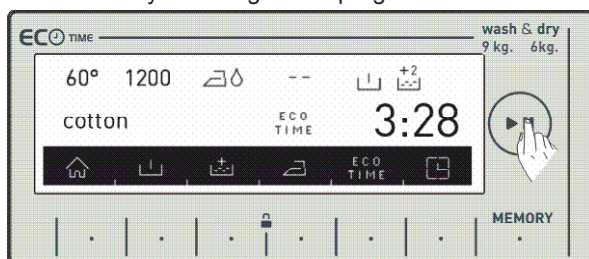 ECO TIME
wash & dry
9 kg. 6kg.
60° 1200 -- +2
cotton ECO TIME 3:28
ECO TIME
MEMORY